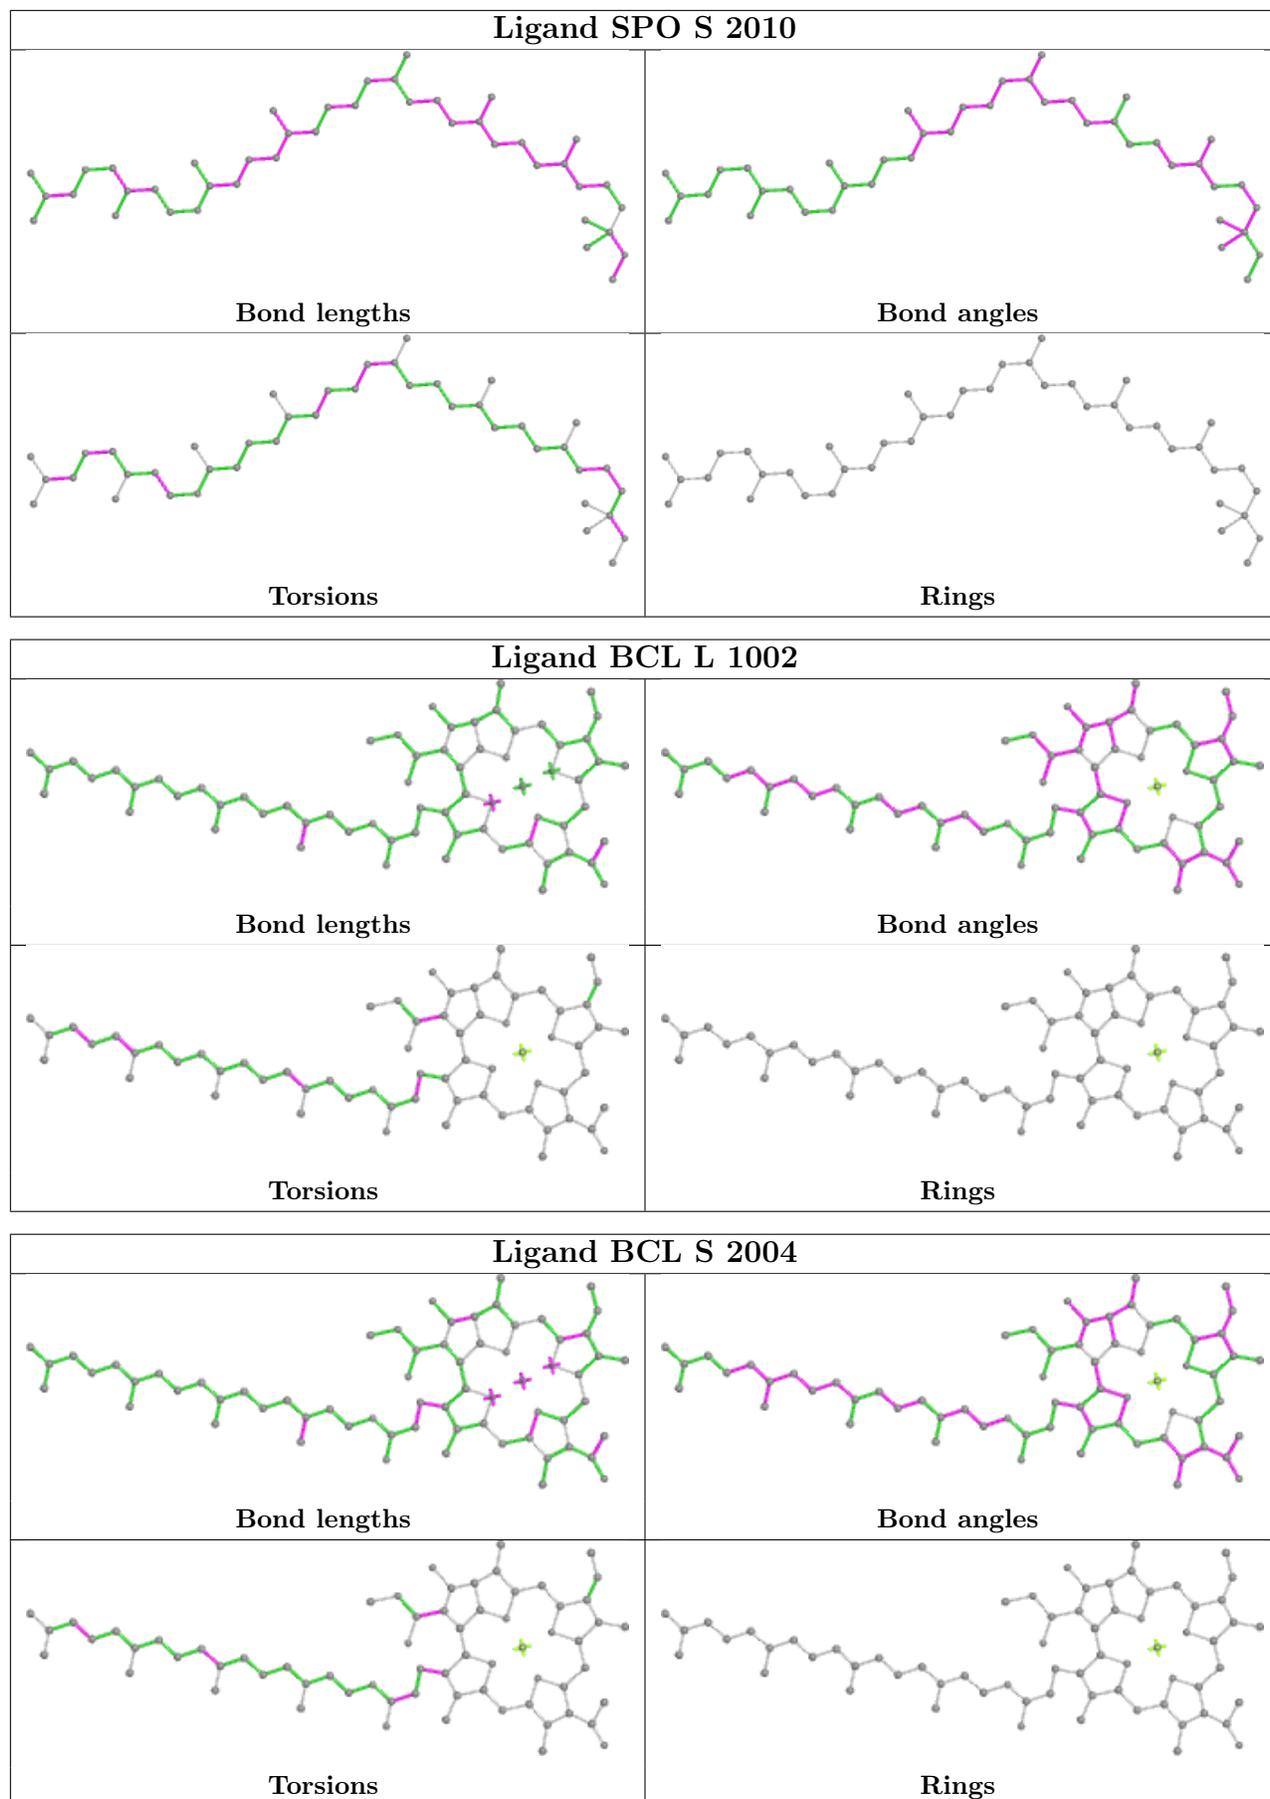 Ligand SPO S 2010
Bond lengths
Bond angles
Torsions
Rings
Ligand BCL L 1002
Bond lengths
Bond angles
Torsions
Rings
Ligand BCL S 2004
Bond lengths
Bond angles
Torsions
Rings